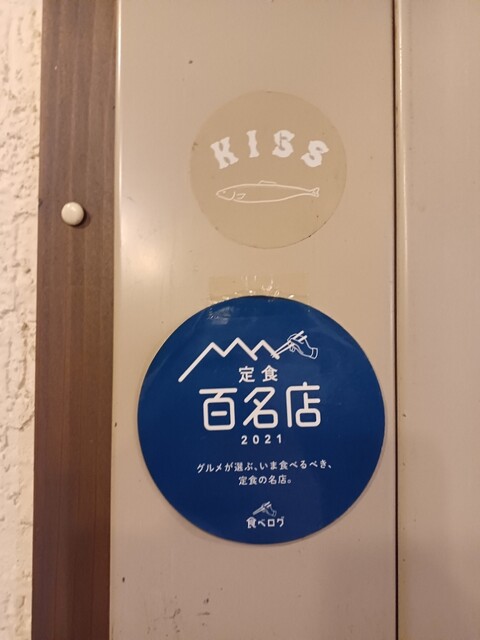 KISS
定食
百名店
2021
グルメが選ぶ、いま食べるべき、
定食の名店。
食べログ